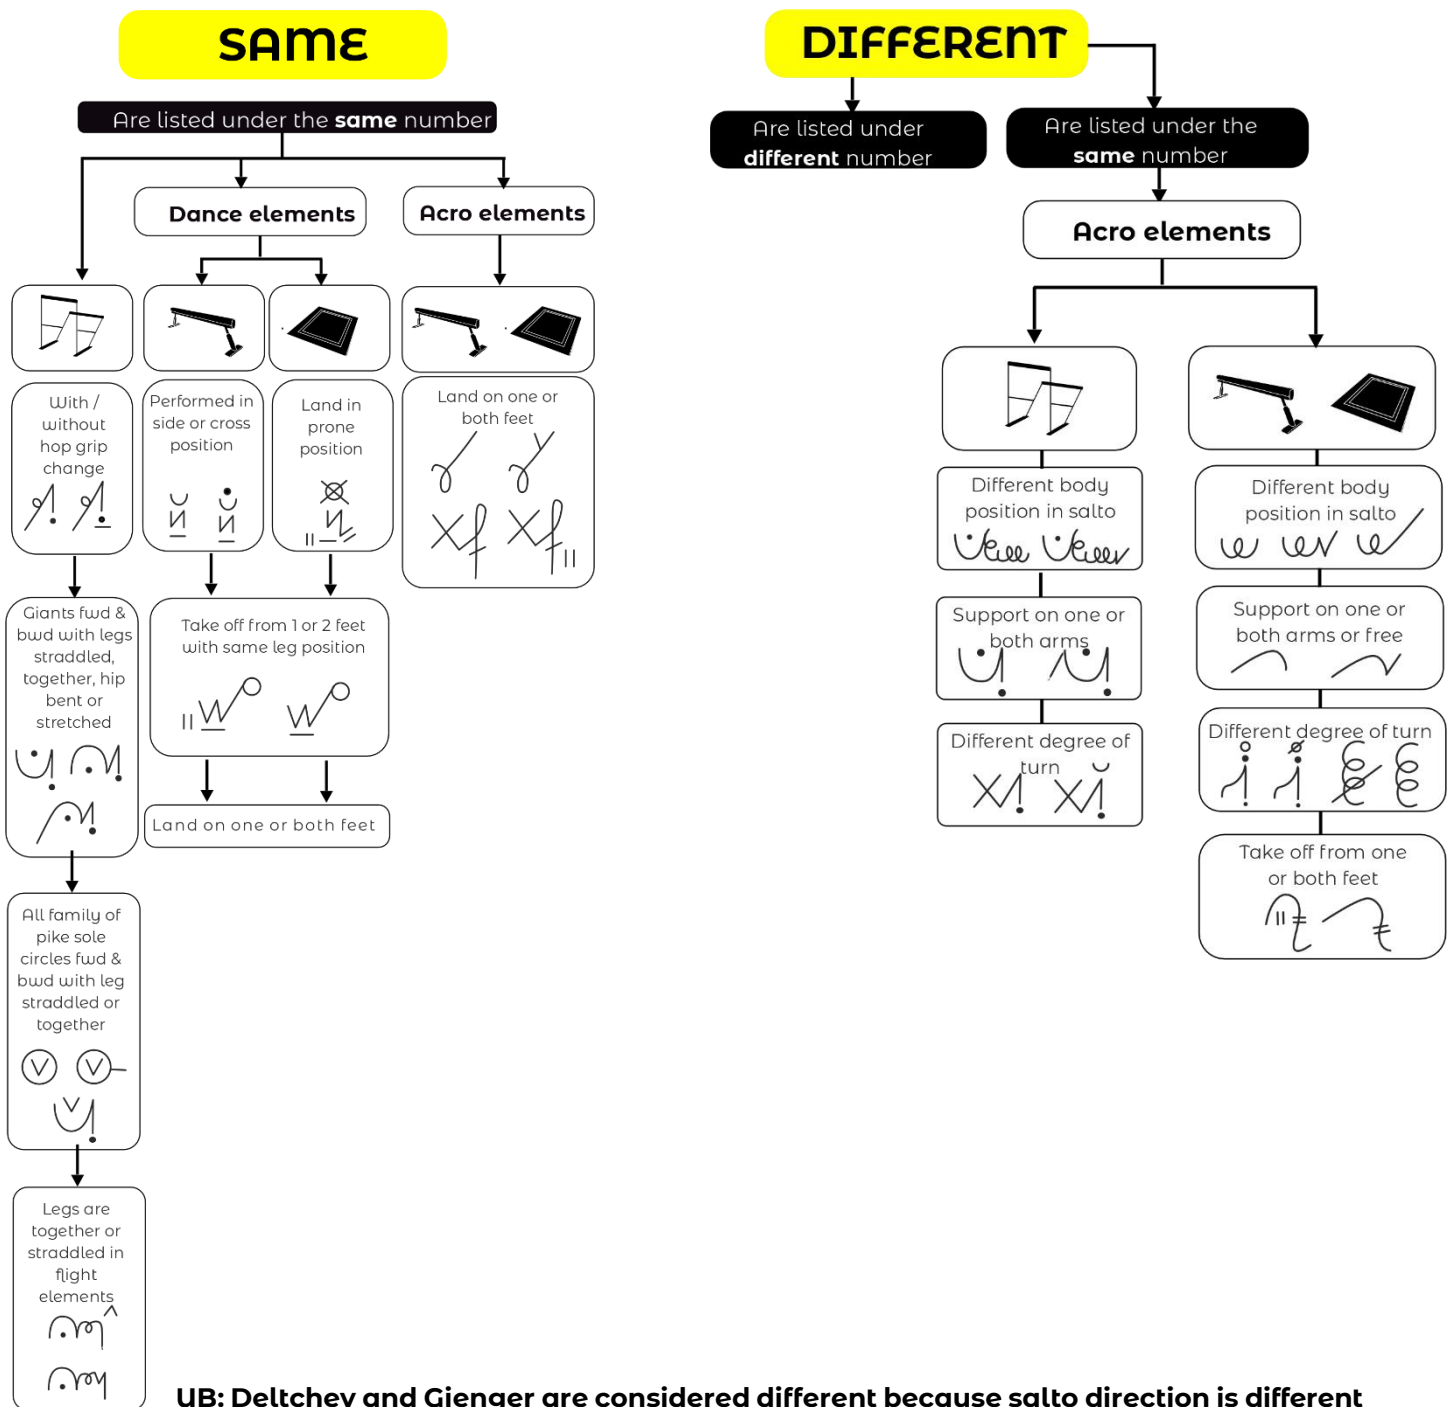 SAME
Are listed under the same number
Dance elements
Acro elements
With /
without
hop grip
change
Performed in
side or cross
position
Land in
prone
position
Land on one or
both feet
Giants fwd &
bwd with legs
straddled,
together, hip
bent or
stretched
Take off from 1 or 2 feet
with same leg position
Land on one or both feet
All family of
pike sole
circles fwd &
bwd with leg
straddled or
together
Legs are
together or
straddled in
flight
elements
DIFFERENT
Are listed under
different number
Are listed under the
same number
Acro elements
Different body
position in salto
Support on one or
both arms
Different degree of
turn
Different body
position in salto
Support on one or
both arms or free
Different degree of turn
Take off from one
or both feet
UB: Deltchev and Gienger are considered different because salto direction is different